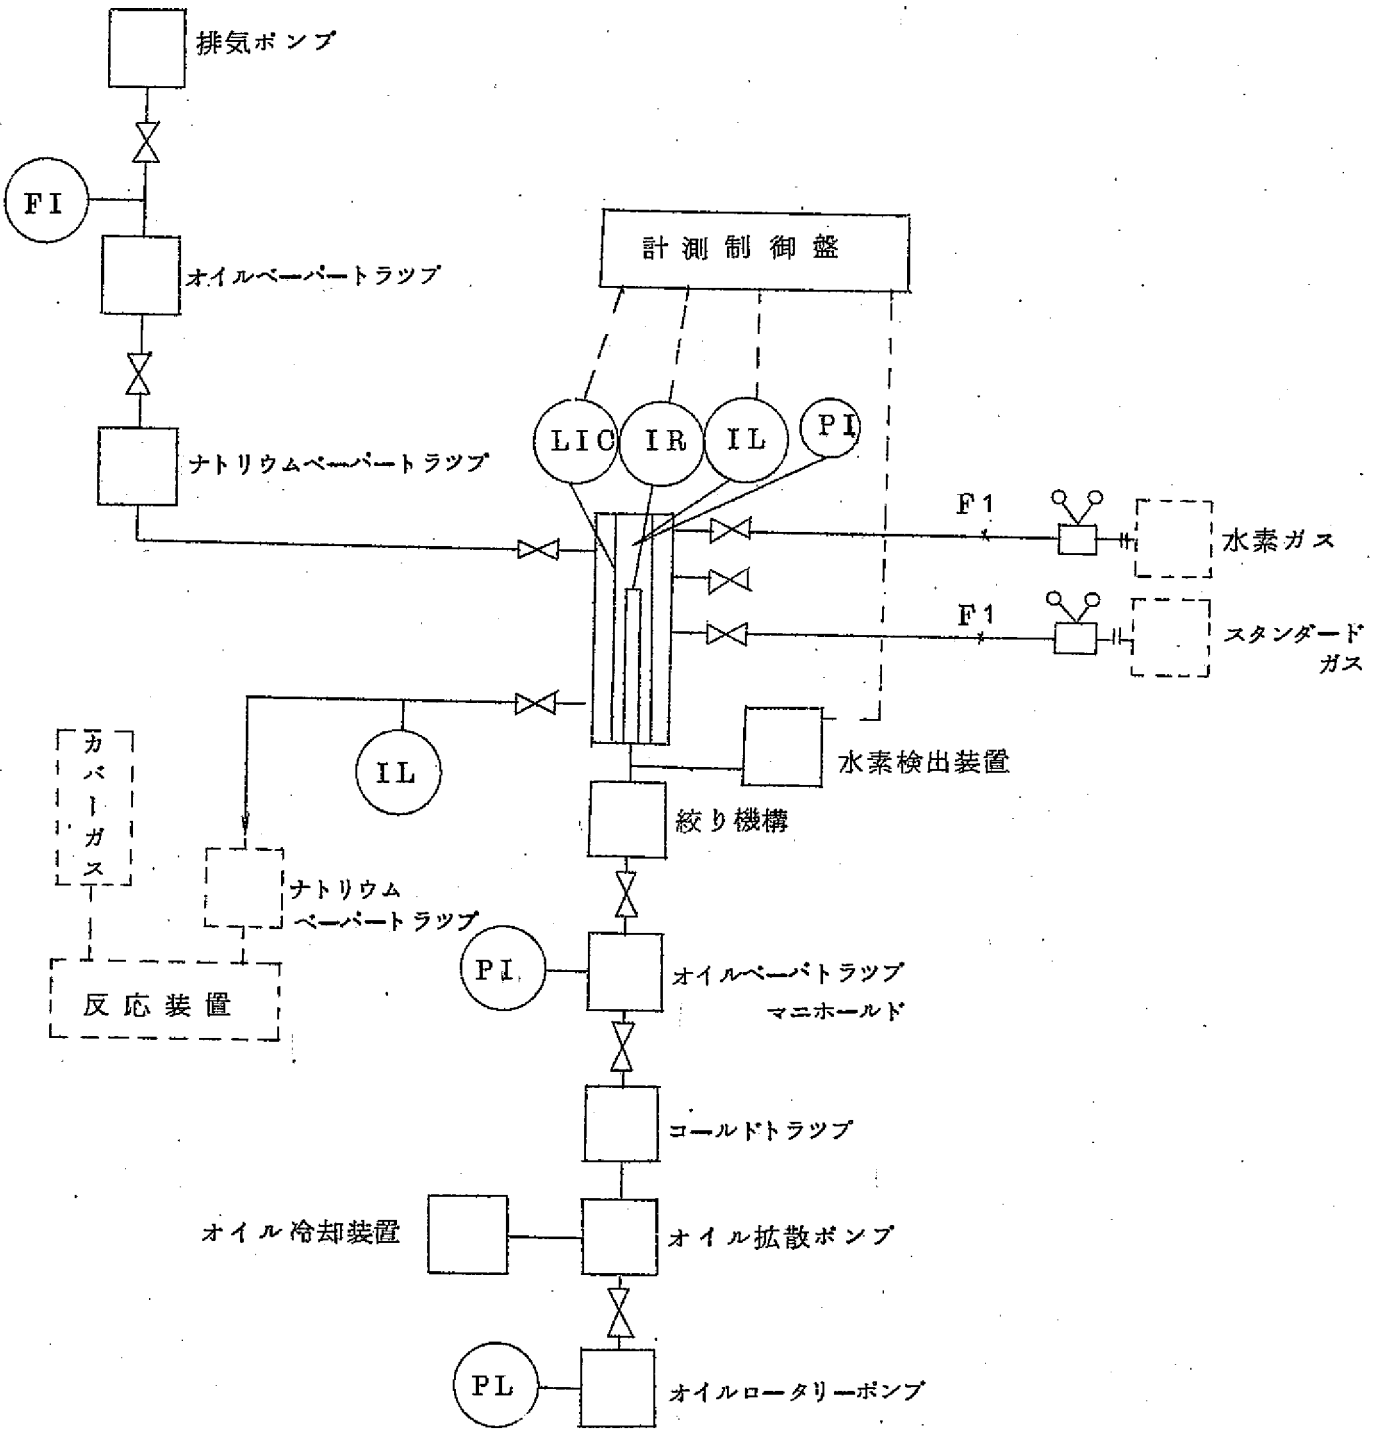 排気ポンプ
FI
オイルベーパートラップ
計測制御盤
LIC
IR
IL
PI
ナトリウムベーパートラップ
F1
水素ガス
F1
スタンダード
ガス
カバーガス
IL
水素検出装置
絞り機構
ナトリウム
ベーパートラップ
PI
オイルベーパトラップ
マニホールド
反応装置
コールドトラップ
オイル冷却装置
オイル拡散ポンプ
PL
オイルロータリーポンプ